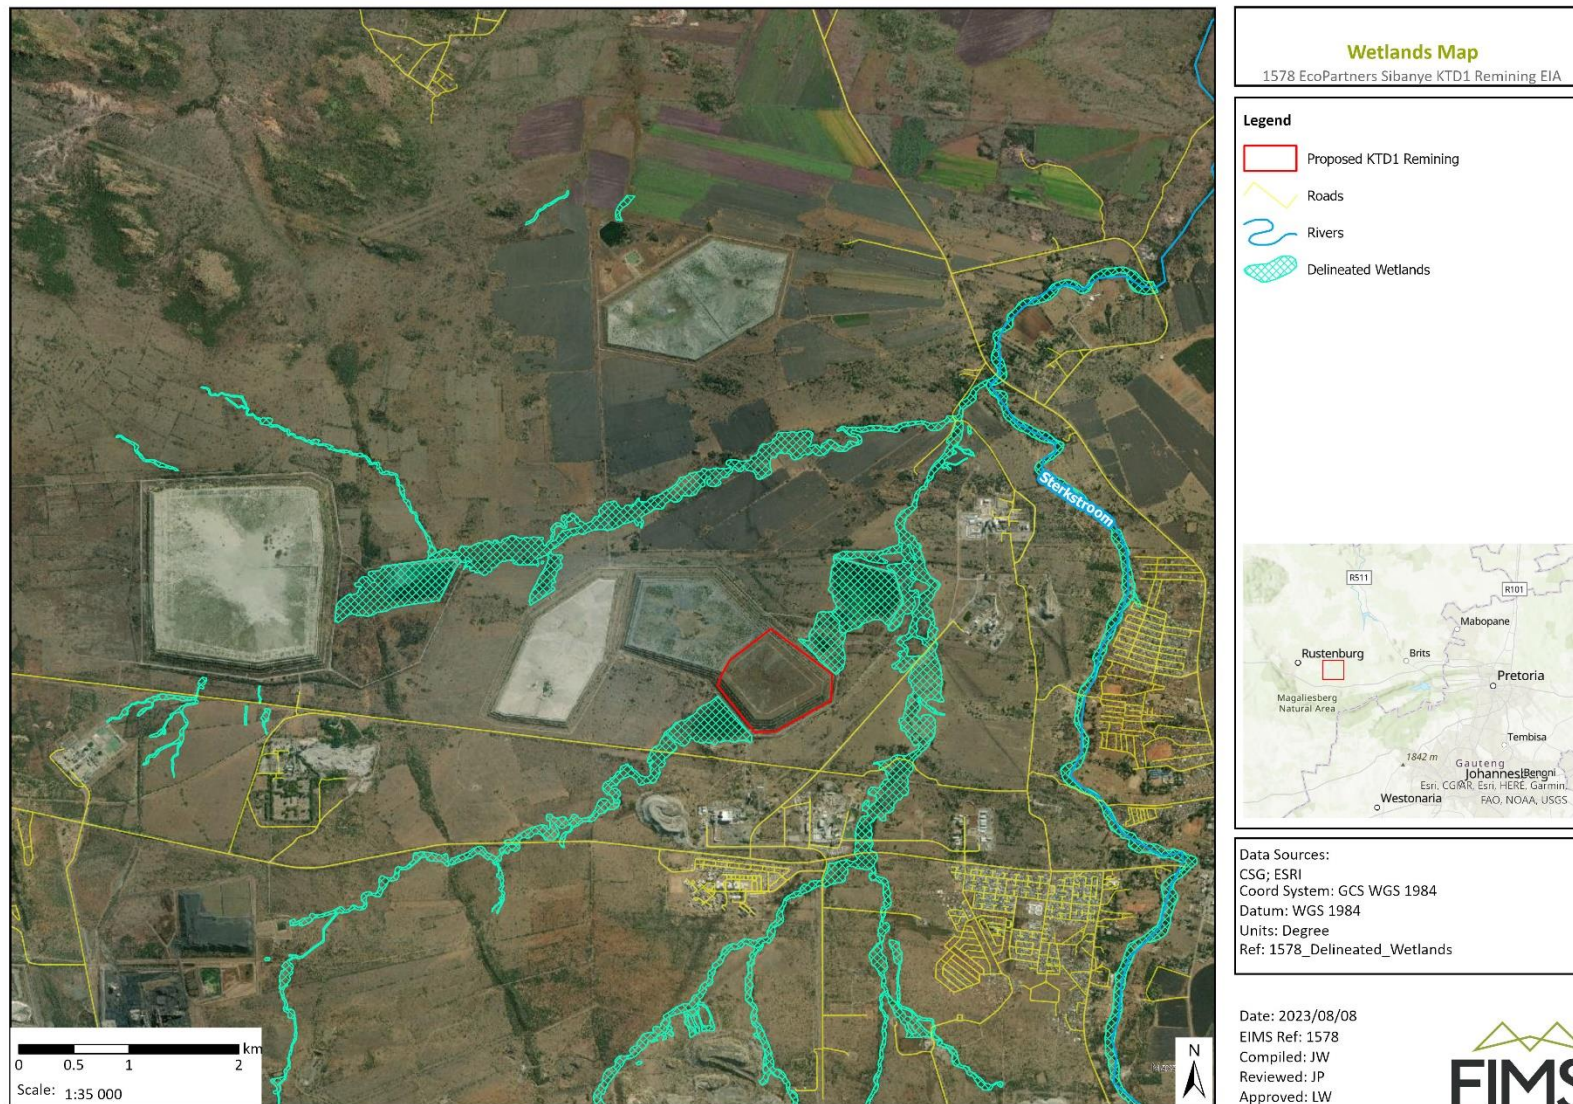 Wetlands Map
1578 EcoPartners Sibanye KTD1 Remining EIA
Legend
Proposed KTD1 Remining
Roads
Rivers
Delineated Wetlands
Sterkstroom
R511
R101
Mabopane
Rustenburg
Brits
Pretoria
Magaliesberg
Natural Area
Tembisa
1842 m
Gauteng
Johannesberg
Bengni
Esri, CGIAR, Esri, HERE, Garmin,
FAO, NOAA, USGS
Westonaria
Data Sources:
CSG; ESRI
Coord System: GCS WGS 1984
Datum: WGS 1984
Units: Degree
Ref: 1578_Delineated_Wetlands
km
0 0.5 1 2
Scale: 1:35 000
N
Date: 2023/08/08
EIMS Ref: 1578
Compiled: JW
Reviewed: JP
Approved: LW
EIMS